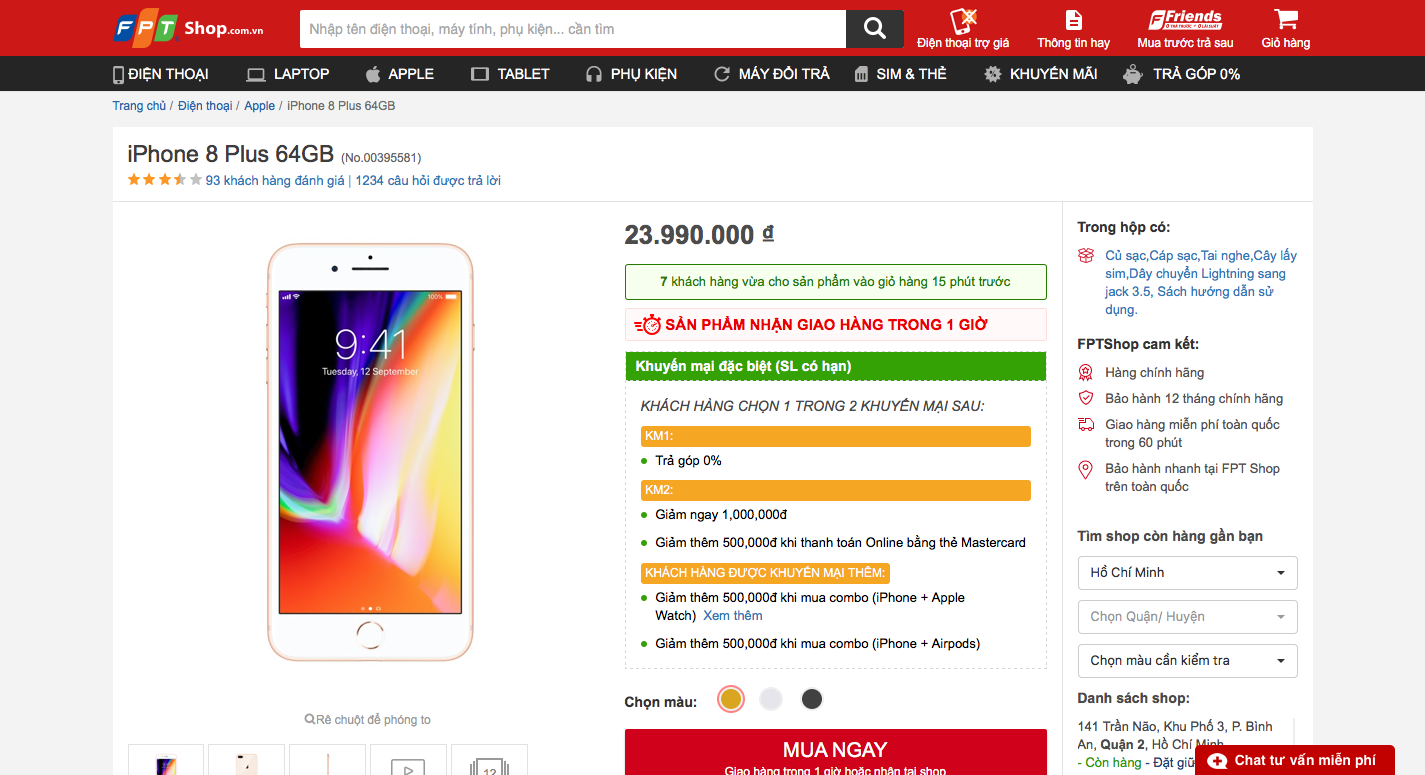 FPT Shop.com.vn
Nhập tên điện thoại, máy tính, phụ kiện... cần tìm
Điện thoại trợ giá
Thông tin hay
F Friends
Mua trước trả sau
Giỏ hàng
ĐIỆN THOẠI
LAPTOP
APPLE
TABLET
PHỤ KIỆN
MÁY ĐỔI TRẢ
SIM & THẺ
KHUYẾN MÃI
TRẢ GÓP 0%
Trang chủ / Điện thoại / Apple / iPhone 8 Plus 64GB
iPhone 8 Plus 64GB (No.00395581)
93 khách hàng đánh giá | 1234 câu hỏi được trả lời
100%
9:41
Tuesday, 12 September
Rê chuột để phóng to
12
23.990.000 ₫
7 khách hàng vừa cho sản phẩm vào giỏ hàng 15 phút trước
SẢN PHẨM NHẬN GIAO HÀNG TRONG 1 GIỜ
Khuyến mại đặc biệt (SL có hạn)
KHÁCH HÀNG CHỌN 1 TRONG 2 KHUYẾN MẠI SAU:
KM1:
Trả góp 0%
KM2:
Giảm ngay 1,000,000đ
Giảm thêm 500,000đ khi thanh toán Online bằng thẻ Mastercard
KHÁCH HÀNG ĐƯỢC KHUYẾN MẠI THÊM:
Giảm thêm 500,000đ khi mua combo (iPhone + Apple
Watch) Xem thêm
Giảm thêm 500,000đ khi mua combo (iPhone + Airpods)
Chọn màu:
MUA NGAY
Giao hàng trong 1 giờ hoặc nhận tại shop
Trong hộp có:
Củ sạc,Cáp sạc,Tai nghe,Cây lấy
sim,Dây chuyển Lightning sang
jack 3.5, Sách hướng dẫn sử
dụng.
FPTShop cam kết:
Hàng chính hãng
Bảo hành 12 tháng chính hãng
Giao hàng miễn phí toàn quốc
trong 60 phút
Bảo hành nhanh tại FPT Shop
trên toàn quốc
Tìm shop còn hàng gần bạn
Hồ Chí Minh
Chọn Quận/ Huyện
Chọn màu cần kiểm tra
Danh sách shop:
141 Trần Não, Khu Phố 3, P. Bình
An, Quận 2, Hồ Chí Minh
- Còn hàng - Đặt giữ
Chat tư vấn miễn phí